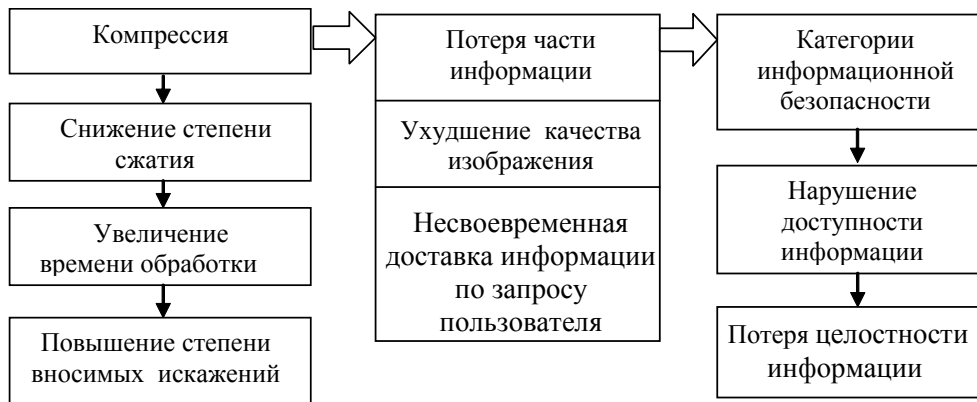 Компрессия
Снижение степени
сжатия
Увеличение
времени обработки
Повышение степени
вносимых искажений
Потеря части
информации
Ухудшение качества
изображения
Несвоевременная
доставка информации
по запросу
пользователя
Категории
информационной
безопасности
Нарушение
доступности
информации
Потеря целостности
информации